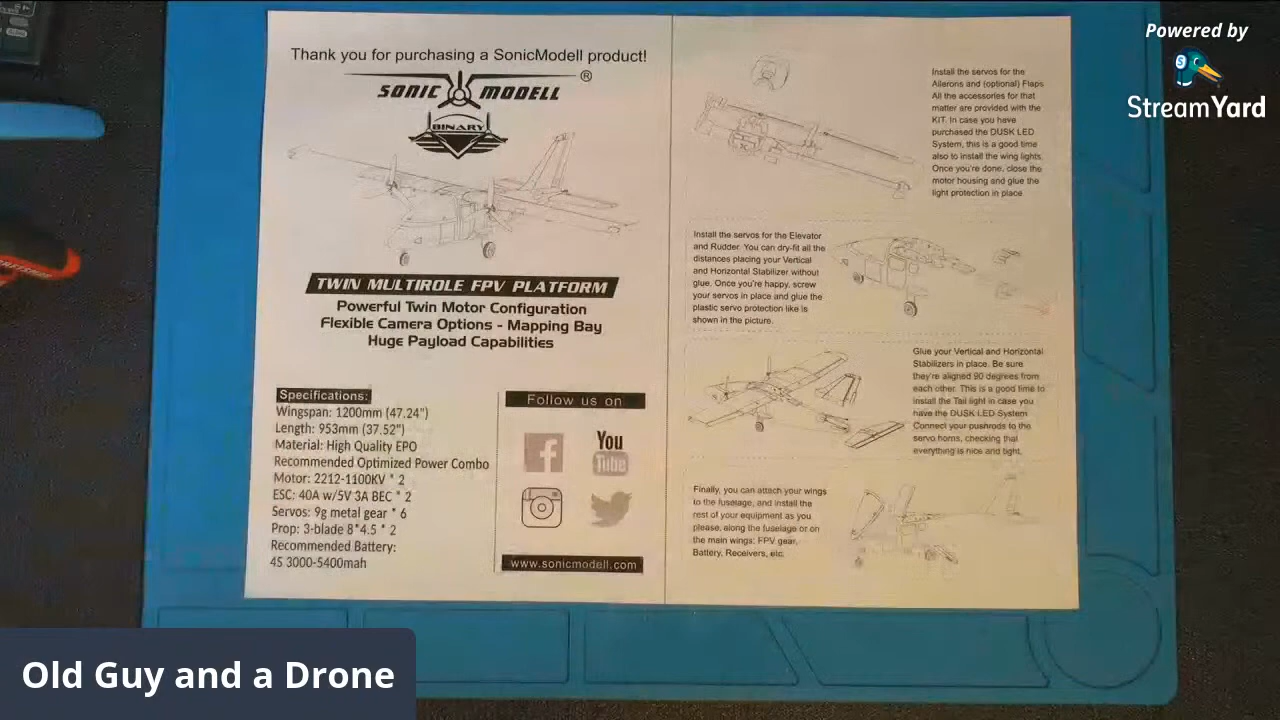 Thank you for purchasing a SonicModell product!
SONIC MODELL ®
BINARY
TWIN MULTIROLE FPV PLATFORM
Powerful Twin Motor Configuration
Flexible Camera Options - Mapping Bay
Huge Payload Capabilities
Specifications:
Wingspan: 1200mm (47.24")
Length: 953mm (37.52")
Material: High Quality EPO
Recommended Optimized Power Combo
Motor: 2212-1100KV * 2
ESC: 40A w/5V 3A BEC * 2
Servos: 9g metal gear * 6
Prop: 3-blade 8*4.5 * 2
Recommended Battery:
4S 3000-5400mah
Follow us on
You
Tube
www.sonicmodell.com
Install the servos for the
Ailerons and (optional) Flaps
All the accessories for that
matter are provided with the
KIT. In case you have
purchased the DUSK LED
System, this is a good time
also to install the wing lights.
Once you're done, close the
motor housing and glue the
light protection in place
Install the servos for the Elevator
and Rudder. You can dry-fit all the
distances placing your Vertical
and Horizontal Stabilizer without
glue. Once you're happy, screw
your servos in place and glue the
plastic servo protection like is
shown in the picture.
Glue your Vertical and Horizontal
Stabilizers in place. Be sure
they're aligned 90 degrees from
each other. This is a good time to
install the Tail light in case you
have the DUSK LED System
Connect your pushrods to the
servo horns, checking that
everything is nice and tight.
Finally, you can attach your wings
to the fuselage, and install the
rest of your equipment as you
please, along the fuselage or on
the main wings: FPV gear,
Battery, Receivers, etc.
Powered by
StreamYard
Old Guy and a Drone